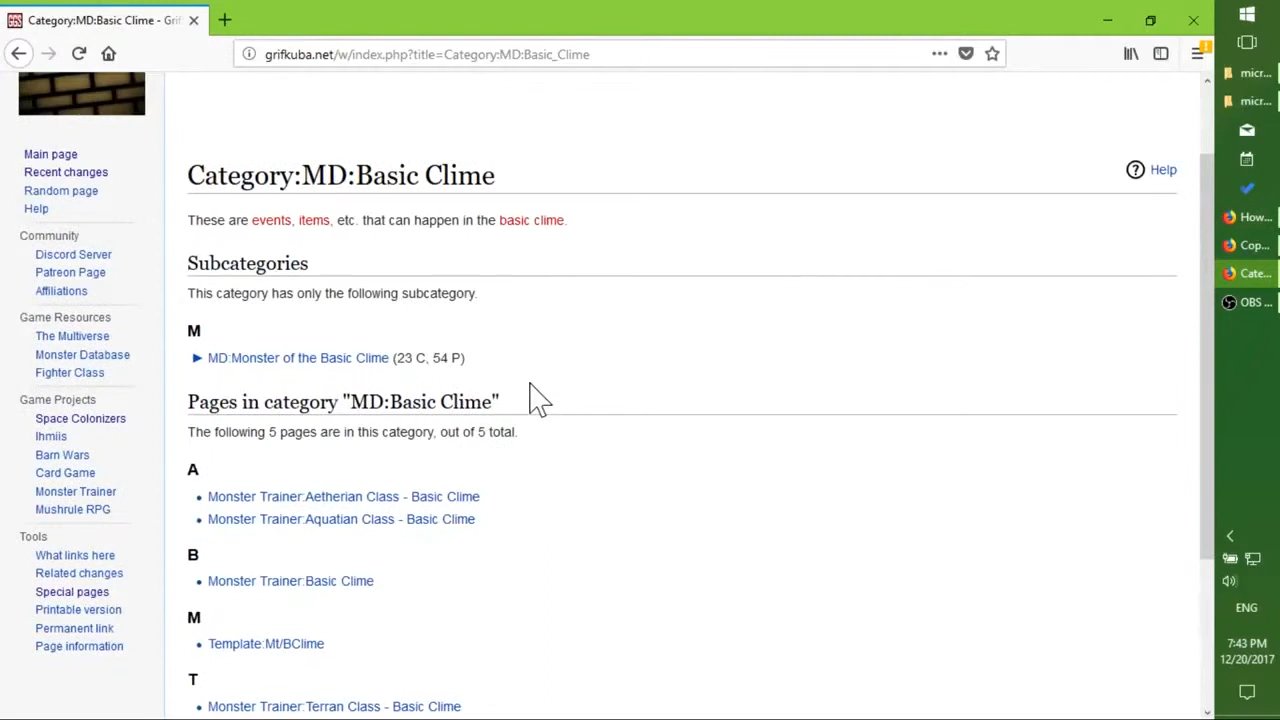 Category:MD:Basic Clime - Grif
grifkuba.net/w/index.php?title=Category:MD:Basic_Clime
Main page
Recent changes
Random page
Help
Community
Discord Server
Patreon Page
Affiliations
Game Resources
The Multiverse
Monster Database
Fighter Class
Game Projects
Space Colonizers
Ihmiis
Barn Wars
Card Game
Monster Trainer
Mushrule RPG
Tools
What links here
Related changes
Special pages
Printable version
Permanent link
Page information
Category:MD:Basic Clime
Help
These are events, items, etc. that can happen in the basic clime.
Subcategories
This category has only the following subcategory.
M
► MD:Monster of the Basic Clime (23 C, 54 P)
Pages in category "MD:Basic Clime"
The following 5 pages are in this category, out of 5 total.
A
• Monster Trainer:Aetherian Class - Basic Clime
• Monster Trainer:Aquatian Class - Basic Clime
B
• Monster Trainer:Basic Clime
M
• Template:Mt/BClime
T
• Monster Trainer:Terran Class - Basic Clime
micr...
micr...
How...
Cop...
Cate...
OBS ...
ENG
7:43 PM
12/20/2017